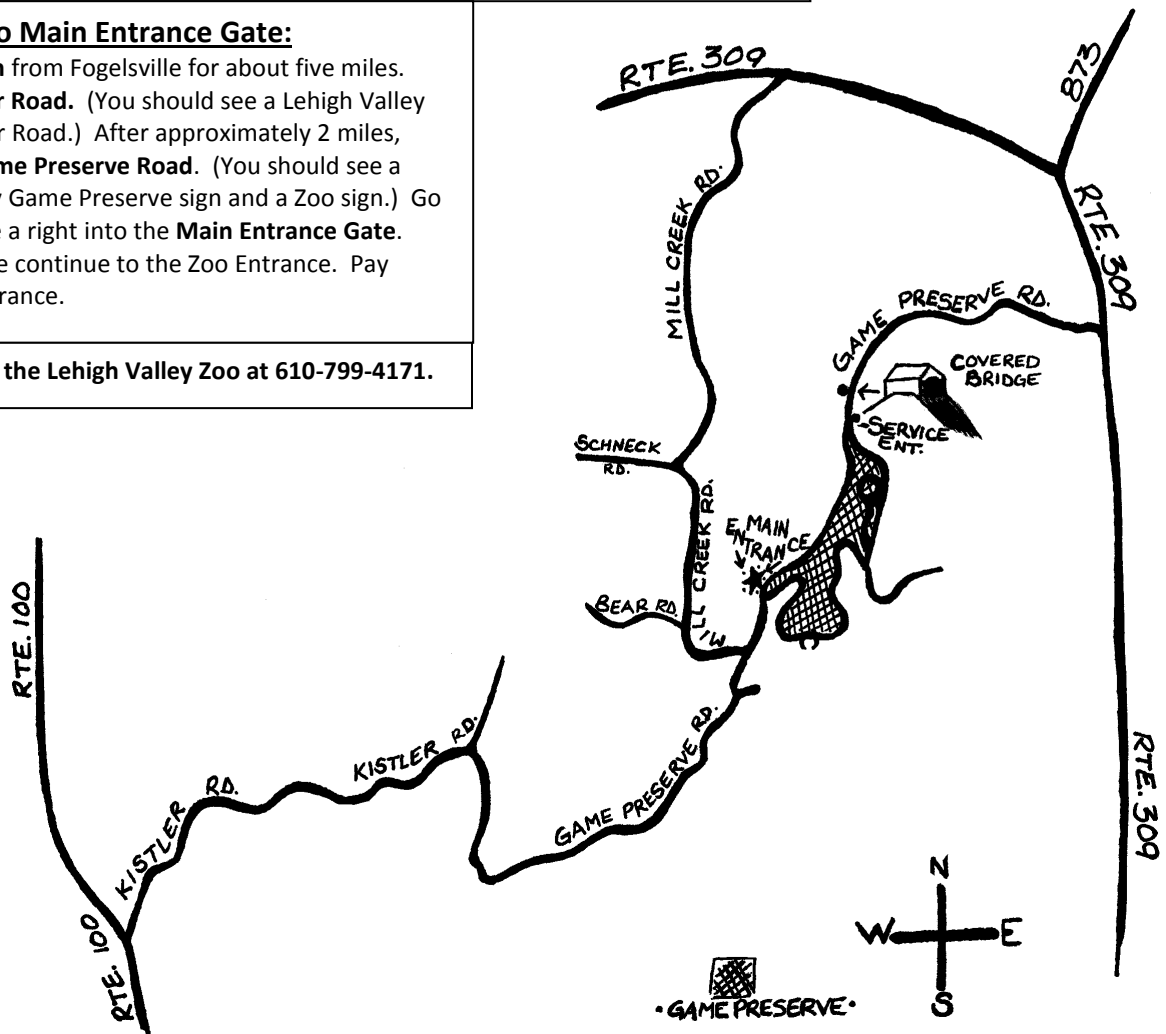 o Main Entrance Gate:
from Fogelsville for about five miles.
r Road. (You should see a Lehigh Valley
r Road.) After approximately 2 miles,
me Preserve Road. (You should see a
Game Preserve sign and a Zoo sign.) Go
e a right into the Main Entrance Gate.
e continue to the Zoo Entrance. Pay
trance.
the Lehigh Valley Zoo at 610-799-4171.
RTE. 309
873
RTE. 309
MILL CREEK RD.
GAME PRESERVE RD.
COVERED
BRIDGE
SERVICE
ENT.
SCHNECK
RD.
MAIN
ENTRANCE
MILL CREEK RD.
BEAR RD.
RTE. 100
KISTLER RD.
KISTLER RD.
GAME PRESERVE RD.
RTE. 309
RTE. 100
N
W E
S
•GAME PRESERVE•